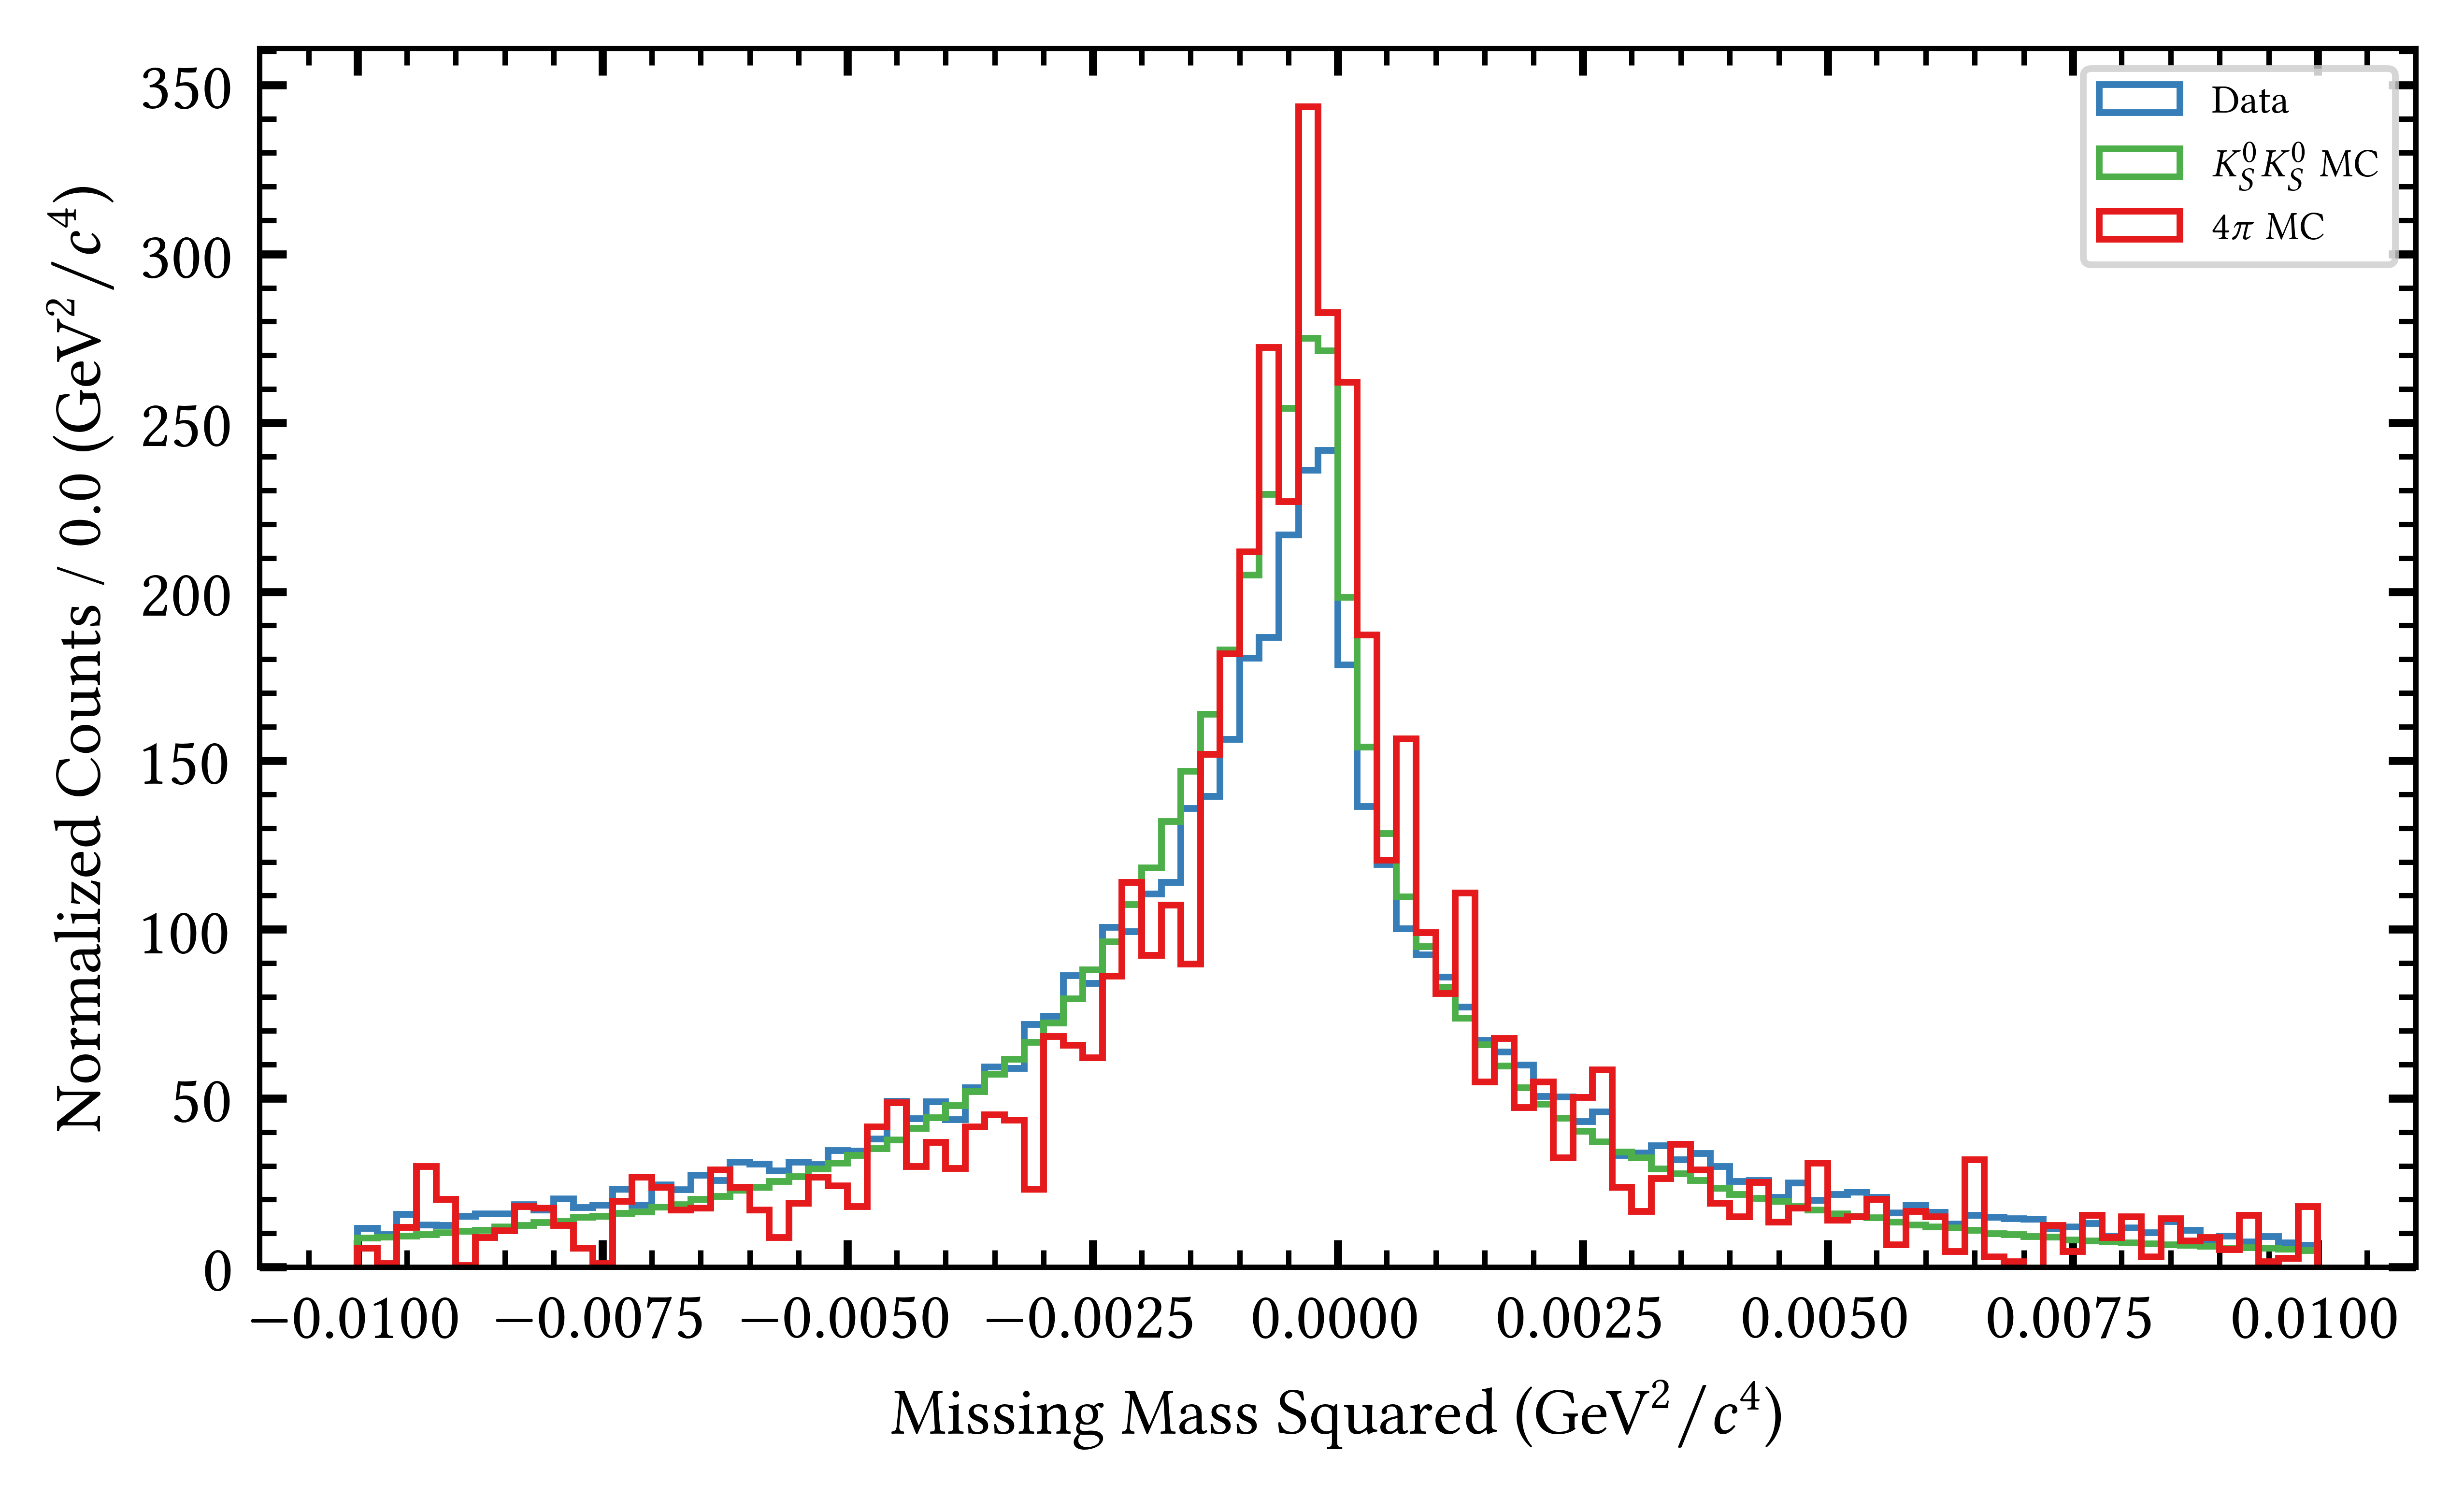 Normalized Counts / 0.0 (GeV²/c⁴)
350
300
250
200
150
100
50
0
−0.0100 −0.0075 −0.0050 −0.0025 0.0000 0.0025 0.0050 0.0075 0.0100
Missing Mass Squared (GeV²/c⁴)
Data
K⁰_S K⁰_S MC
4π MC